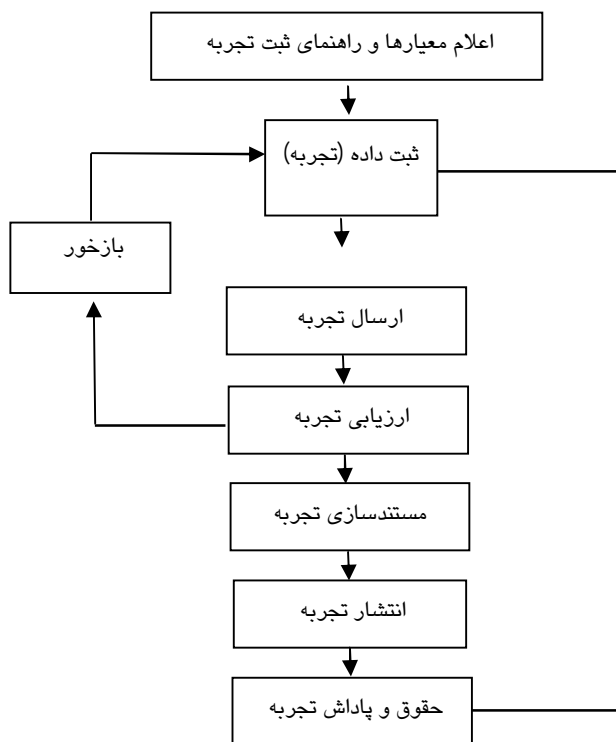 اعلام معیارها و راهنمای ثبت تجربه
ثبت داده (تجربه)
بازخور
ارسال تجربه
ارزیابی تجربه
مستندسازی تجربه
انتشار تجربه
حقوق و پاداش تجربه